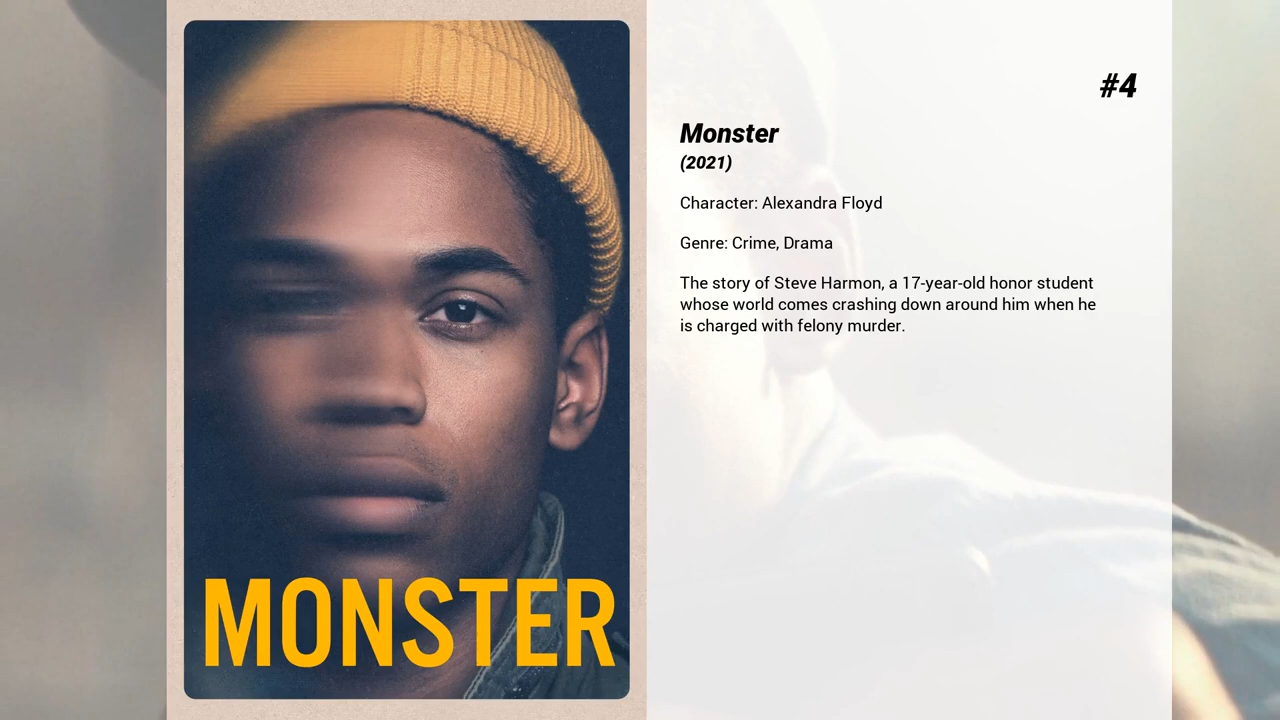 #4
Monster
(2021)
Character: Alexandra Floyd
Genre: Crime, Drama
The story of Steve Harmon, a 17-year-old honor student
whose world comes crashing down around him when he
is charged with felony murder.
MONSTER